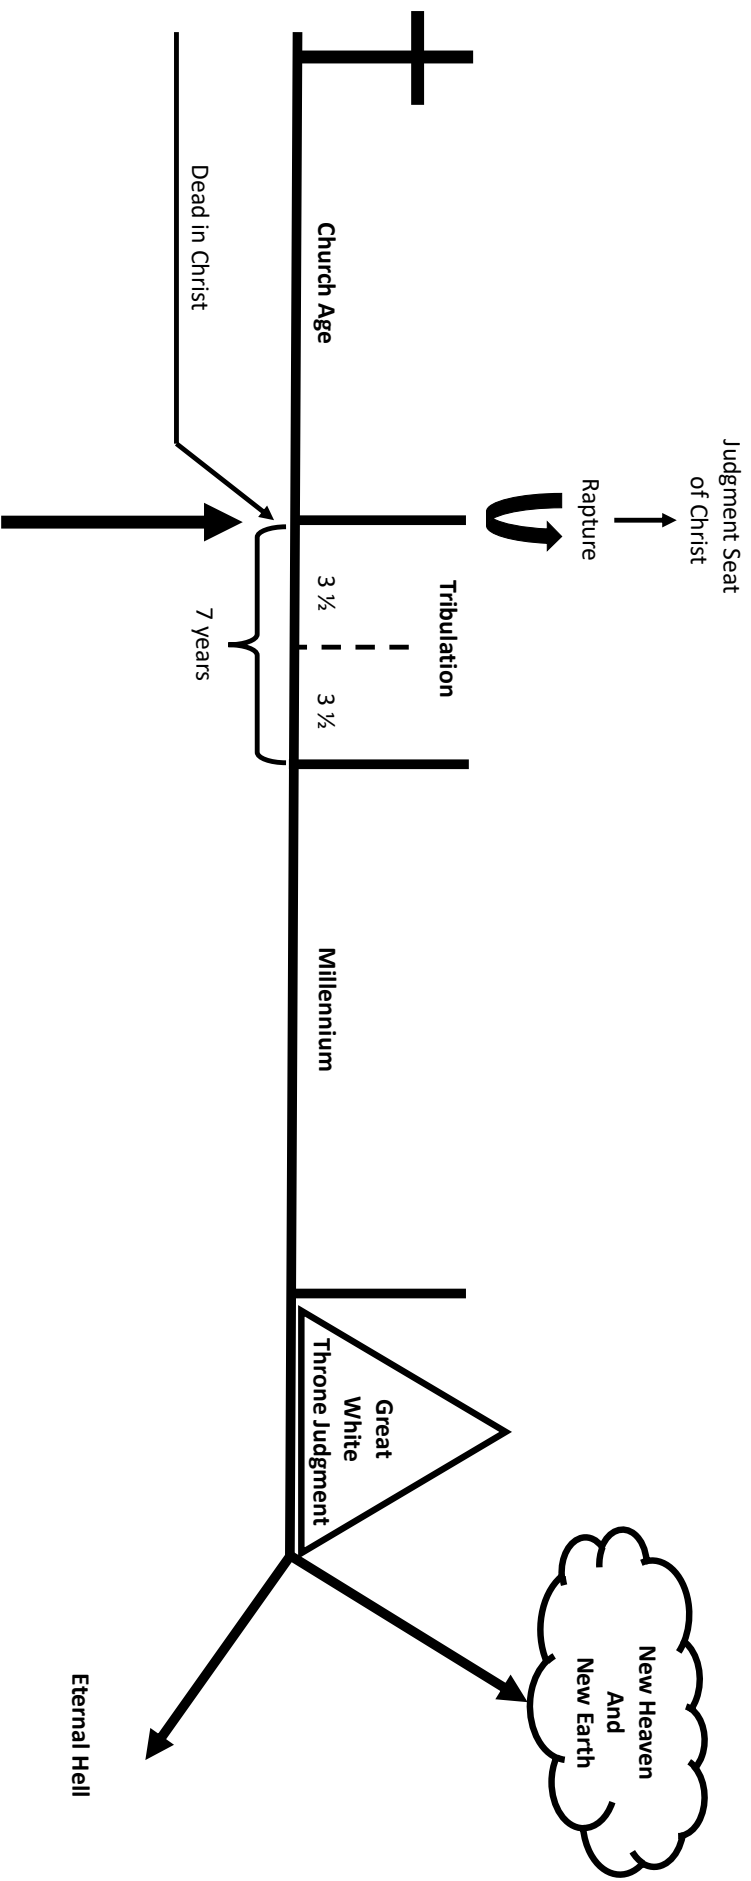 Judgment Seat
of Christ
Rapture
Tribulation
Church Age
3 ½
3 ½
Millennium
Great
White
Throne Judgment
New Heaven
And
New Earth
Dead in Christ
7 years
Eternal Hell